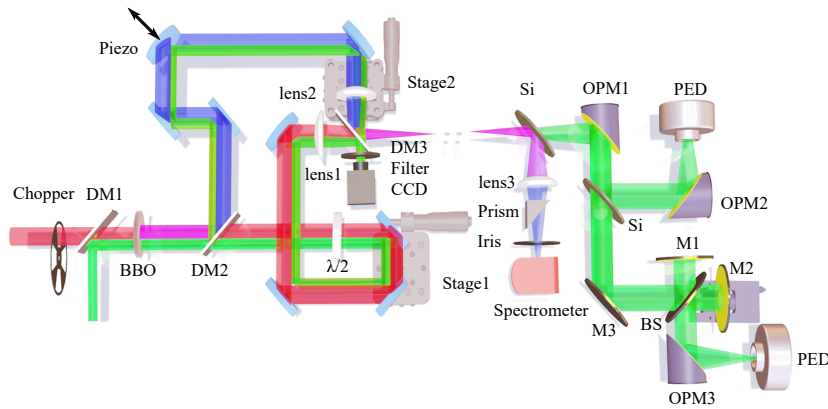 Piezo
lens2
Stage2
Si
OPM1
PED
lens1
DM3
Filter
CCD
lens3
Prism
Iris
Spectrometer
Si
OPM2
Chopper
DM1
BBO
DM2
λ/2
Stage1
M1
M2
M3
BS
OPM3
PED